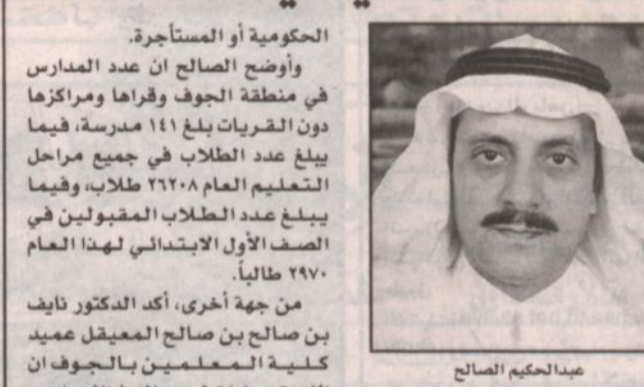 الحكومية أو المستأجرة.
وأوضح الصالح ان عدد المدارس
في منطقة الجوف وقراها ومراكزها
دون القريات بلغ ١٤١ مدرسة، فيما
يبلغ عدد الطلاب في جميع مراحل
التعليم العام ٢٦٢٠٨ طلاب، وفيما
يبلغ عدد الطلاب المقبولين في
الصف الأول الابتدائي لهذا العام
٢٩٧٠ طالباً.
من جهة أخرى، أكد الدكتور نايف
بن صالح بن صالح المعيقل عميد
كلية المعلمين بالجوف ان
عبدالحكيم الصالح